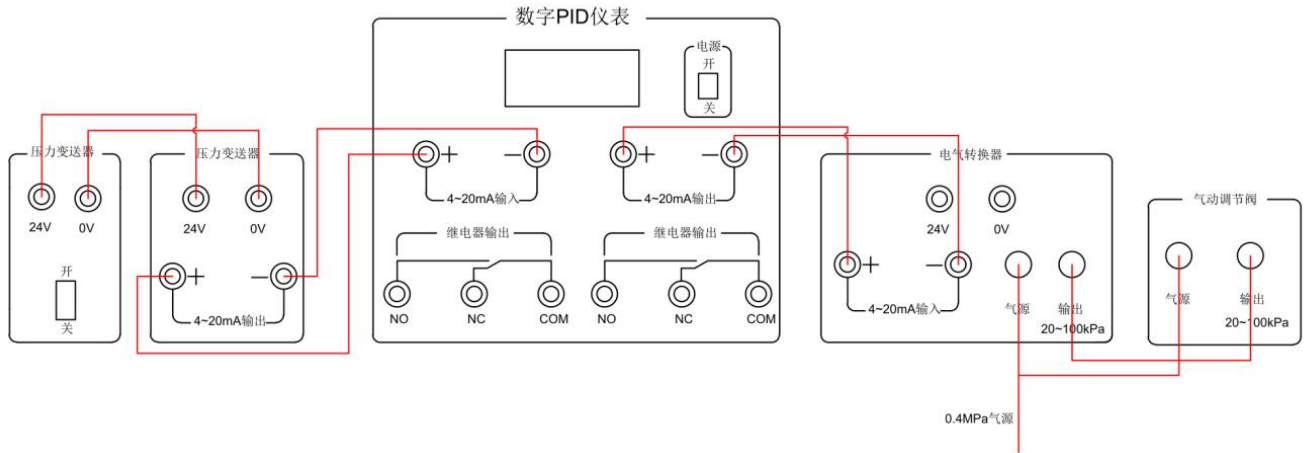 数字PID仪表
电源
开
关
压力变送器
24V
0V
开
关
压力变送器
24V
0V
+
—
4~20mA输出
+
—
4~20mA输入
+
—
4~20mA输出
继电器输出
NO
NC
COM
继电器输出
NO
NC
COM
电气转换器
24V
0V
+
—
4~20mA输入
气源
输出
20~100kPa
气动调节阀
气源
输出
20~100kPa
0.4MPa气源